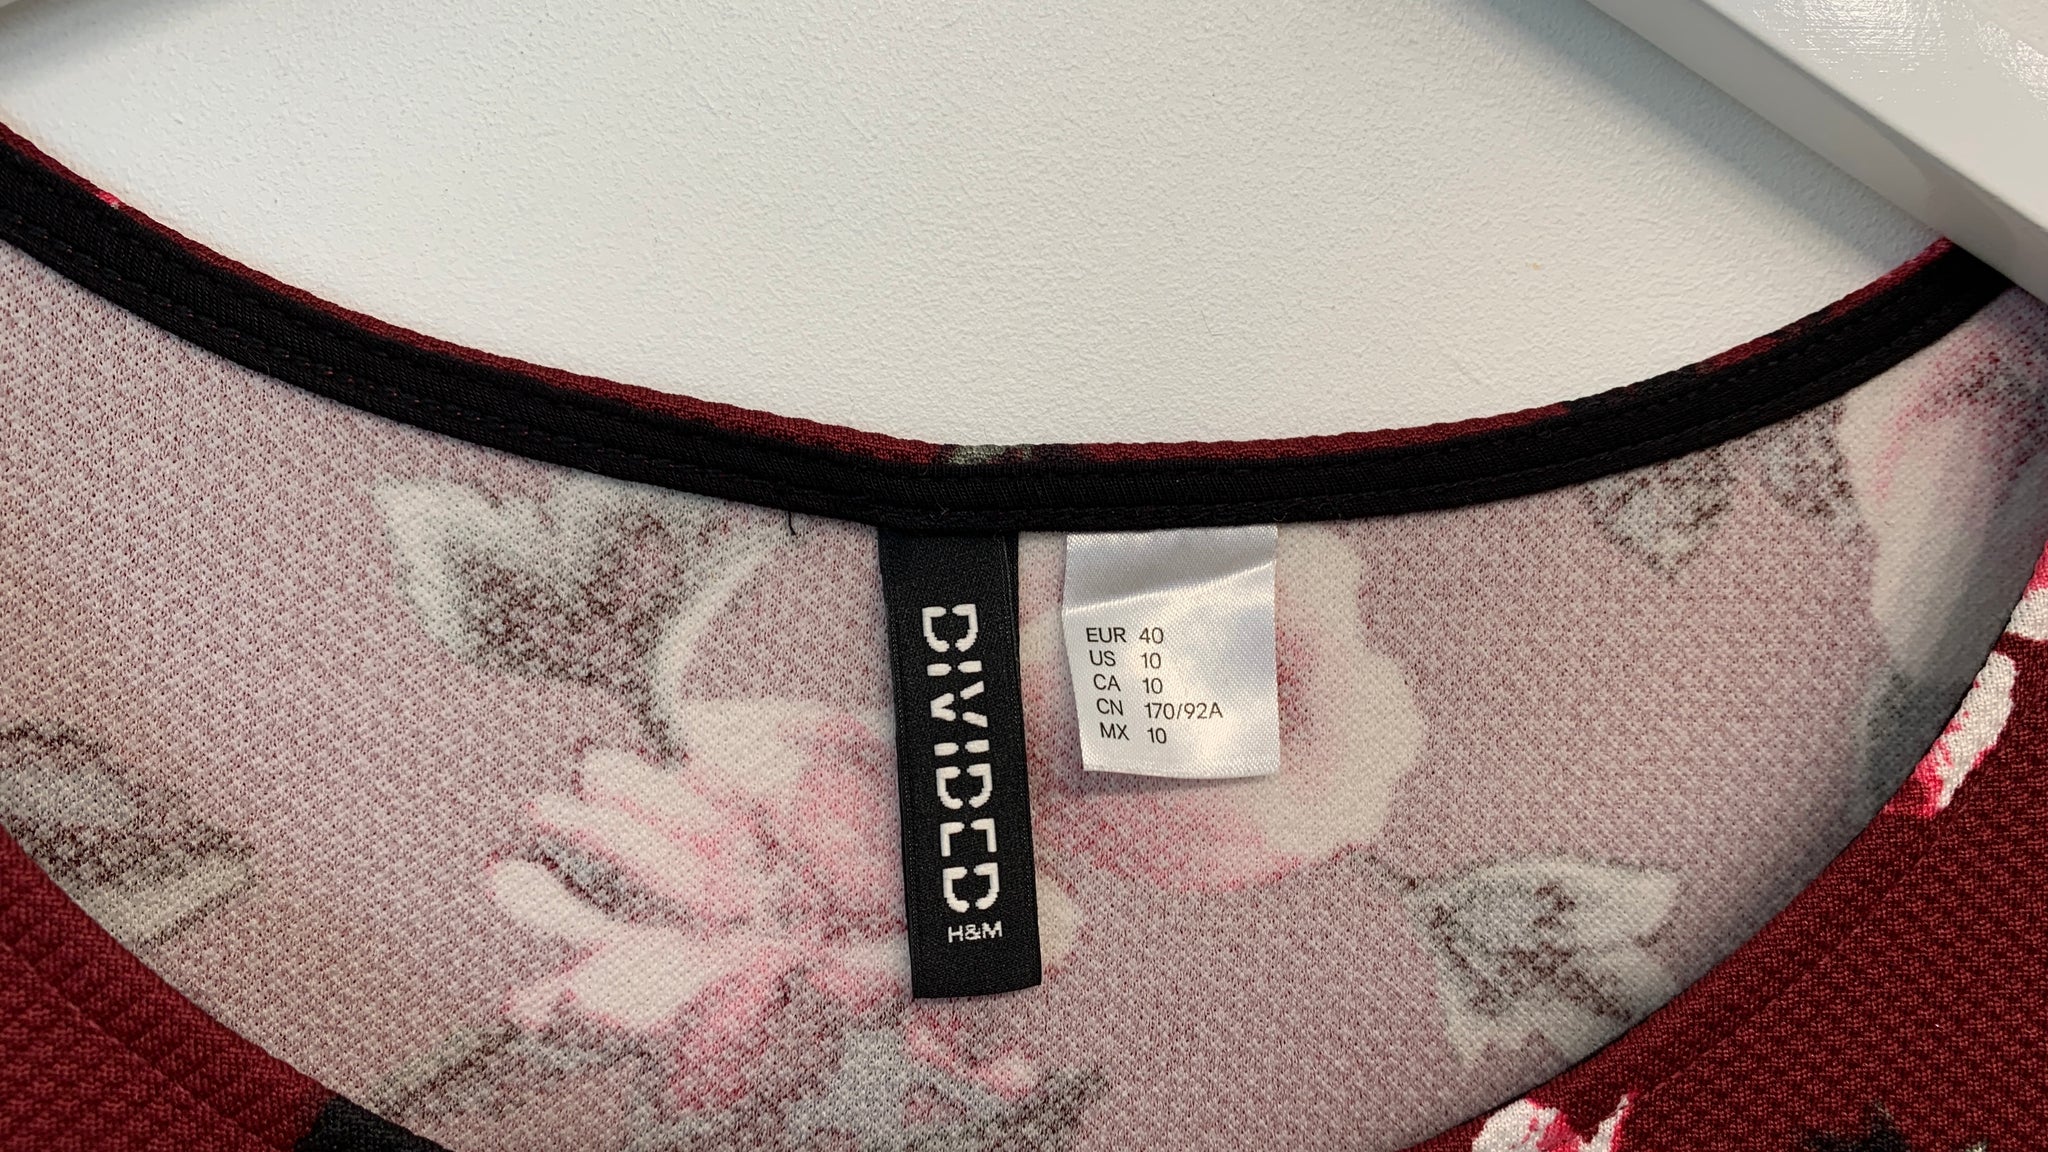 DIVIDED
H&M
EUR 40
US 10
CA 10
CN 170/92A
MX 10